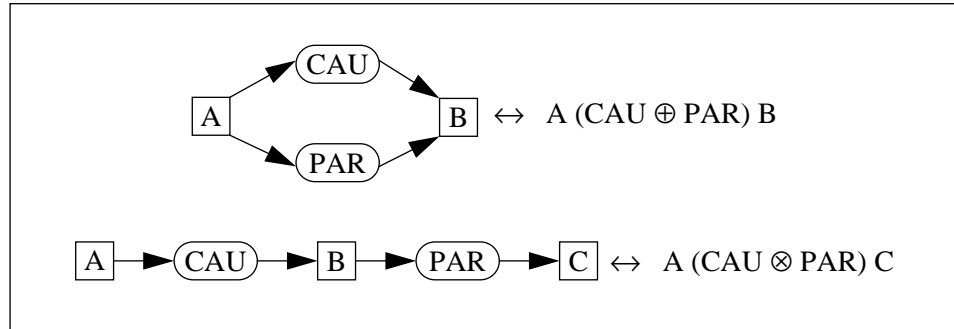 CAU
A B ↔ A (CAU ⊕ PAR) B
PAR
A CAU B PAR C ↔ A (CAU ⊗ PAR) C